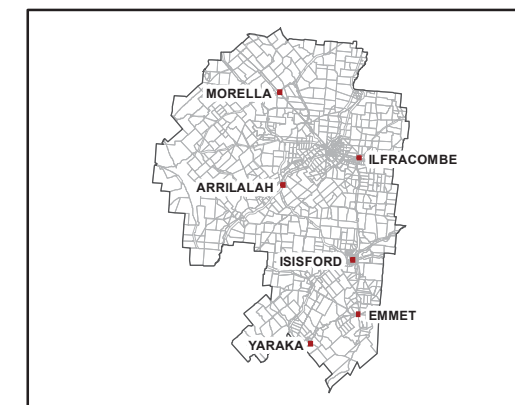 MORELLA
ILFRACOMBE
ARRILALAH
ISISFORD
EMMET
YARAKA